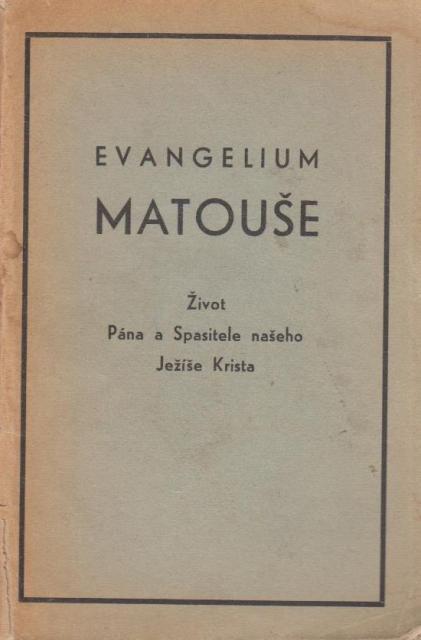 EVANGELIUM
MATOUŠE
Život
Pána a Spasitele našeho
Ježíše Krista